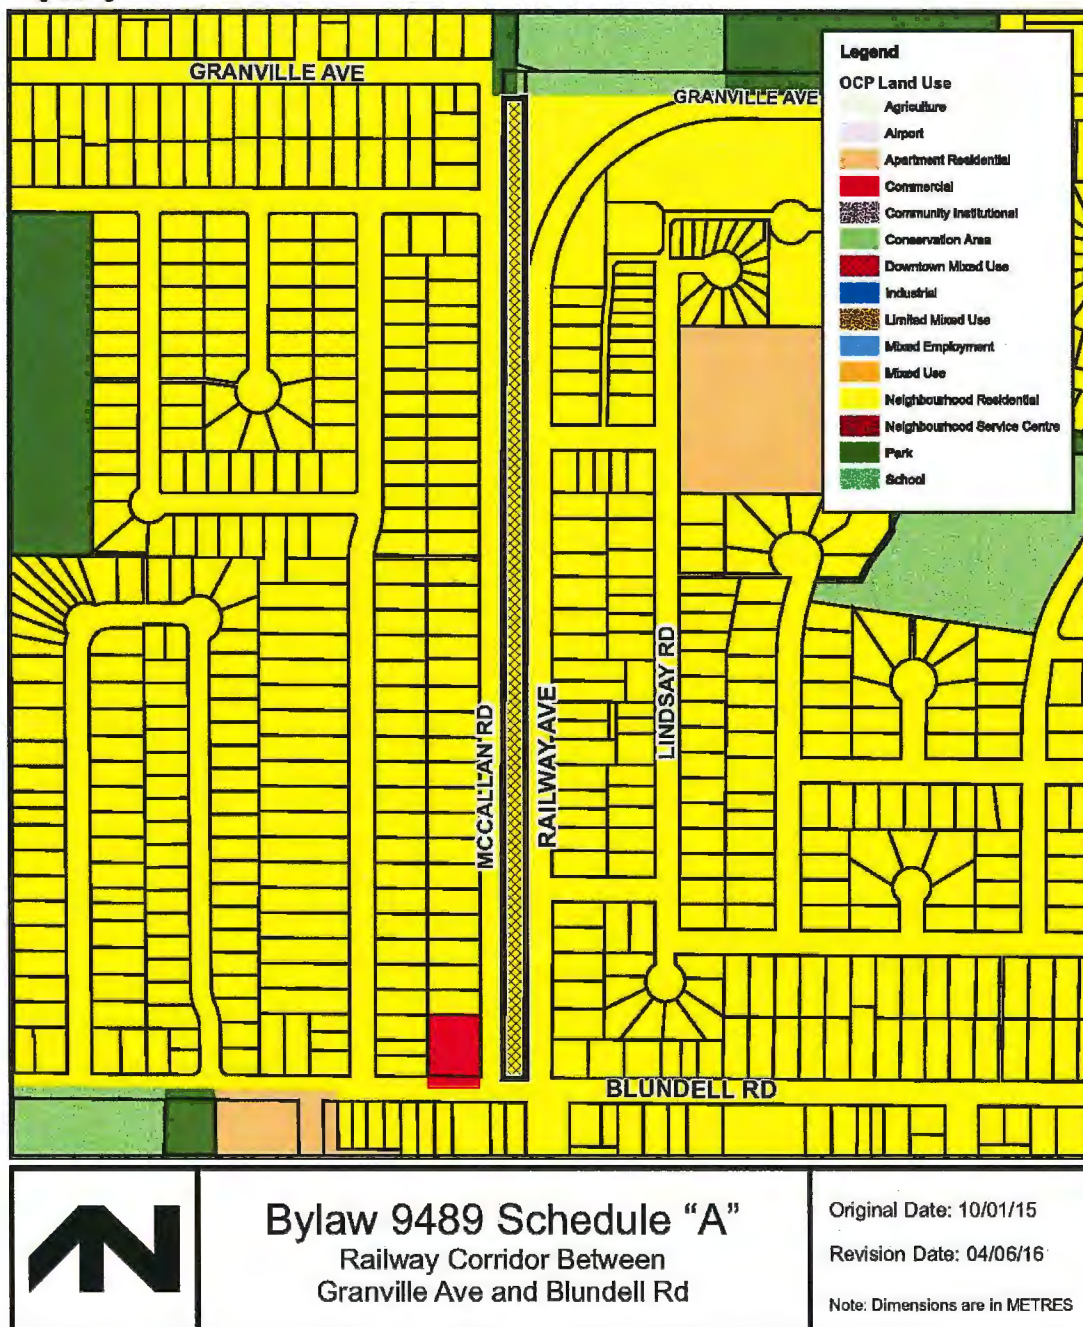 GRANVILLE AVE
GRANVILLE AVE
Legend
OCP Land Use
Agriculture
Airport
Apartment Residential
Commercial
Community Institutional
Conservation Area
Downtown Mixed Use
Industrial
Limited Mixed Use
Mixed Employment
Mixed Use
Neighbourhood Residential
Neighbourhood Service Centre
Park
School
MCCALLAN RD
RAILWAY AVE
LINDSAY RD
BLUNDELL RD
Bylaw 9489 Schedule “A”
Railway Corridor Between
Granville Ave and Blundell Rd
Original Date: 10/01/15
Revision Date: 04/06/16
Note: Dimensions are in METRES